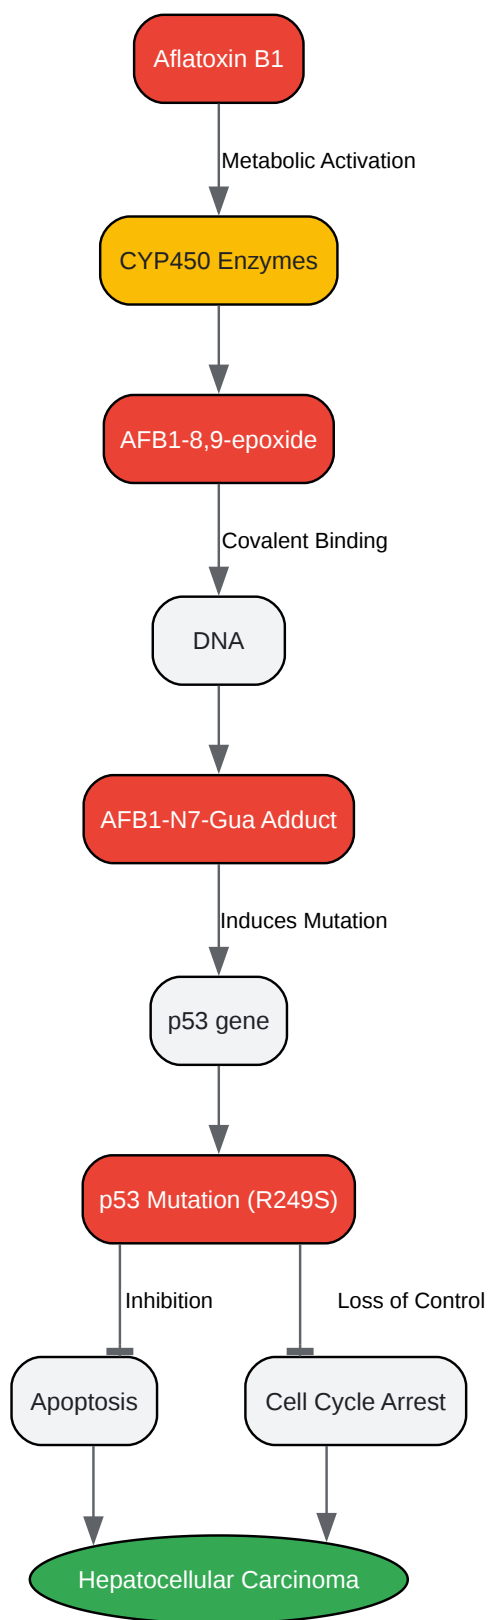 Aflatoxin B1
Metabolic Activation
CYP450 Enzymes
AFB1-8,9-epoxide
Covalent Binding
DNA
AFB1-N7-Gua Adduct
Induces Mutation
p53 gene
p53 Mutation (R249S)
Inhibition
Loss of Control
Apoptosis
Cell Cycle Arrest
Hepatocellular Carcinoma